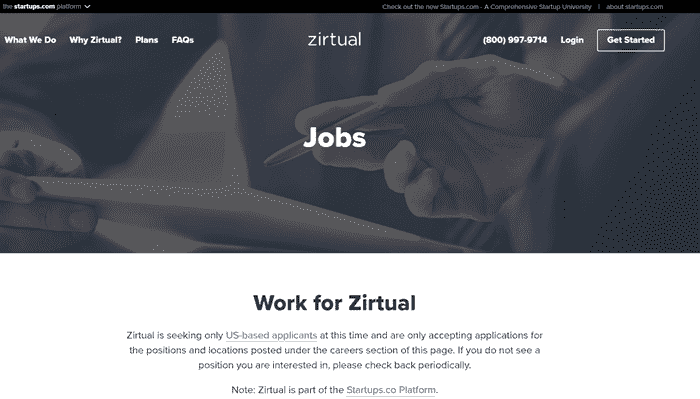 the startups.com platform
Check out the new Startups.com - A Comprehensive Startup University | about startups.com
What We Do Why Zirtual? Plans FAQs zirtual (800) 997-9714 Login Get Started
Jobs
Work for Zirtual
Zirtual is seeking only US-based applicants at this time and are only accepting applications for
the positions and locations posted under the careers section of this page. If you do not see a
position you are interested in, please check back periodically.
Note: Zirtual is part of the Startups.co Platform.